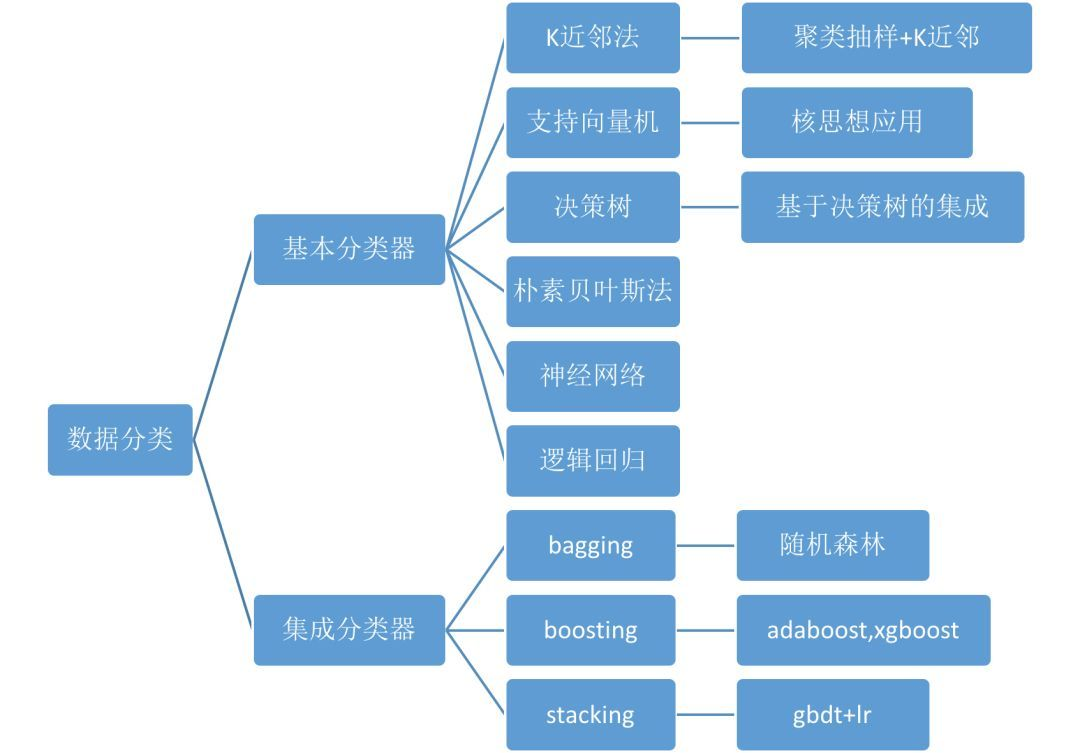 数据分类
基本分类器
K近邻法
聚类抽样+K近邻
支持向量机
核思想应用
决策树
基于决策树的集成
朴素贝叶斯法
神经网络
逻辑回归
集成分类器
bagging
随机森林
boosting
adaboost,xgboost
stacking
gbdt+lr